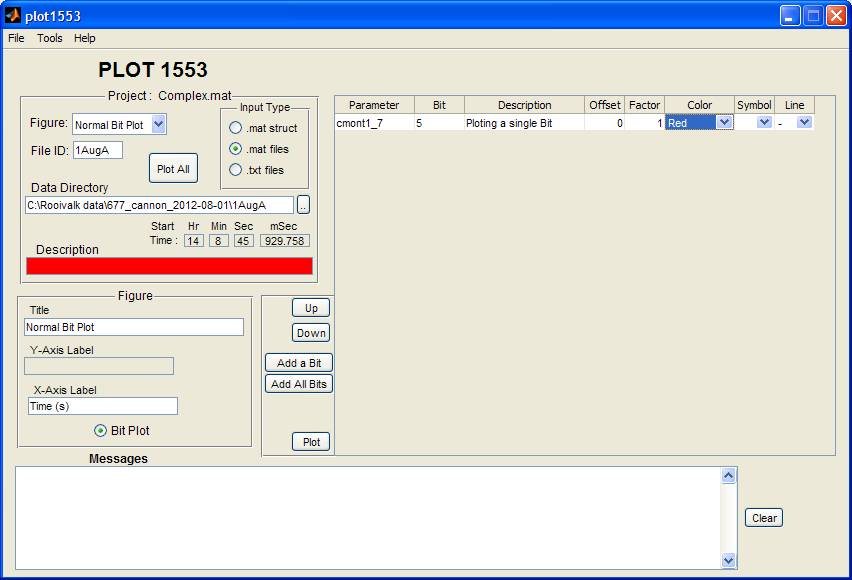 plot1553
File Tools Help
PLOT 1553
Project : Complex.mat
Figure: Normal Bit Plot
File ID: 1AugA
Plot All
Input Type
.mat struct
.mat files
.txt files
Data Directory
C:\Rooivalk data\677_cannon_2012-08-01\1AugA ..
Start Hr Min Sec mSec
Time : 14 8 45 929.758
Description
Parameter Bit Description Offset Factor Color Symbol Line
cmont1_7 5 Ploting a single Bit 0 1 Red -
Figure
Title
Normal Bit Plot
Y-Axis Label
X-Axis Label
Time (s)
Bit Plot
Up
Down
Add a Bit
Add All Bits
Plot
Messages
Clear